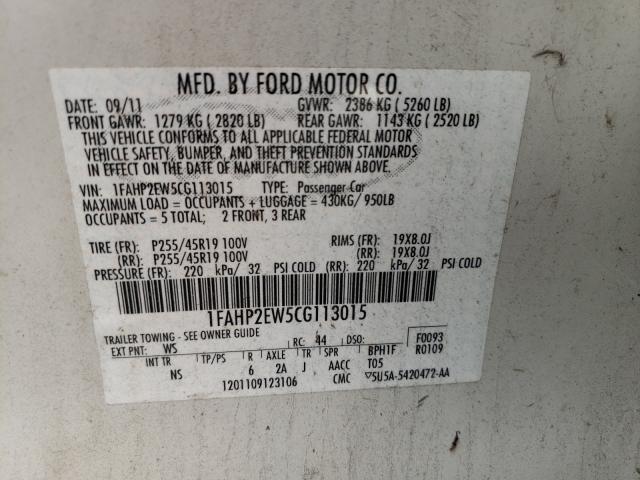 MFD. BY FORD MOTOR CO.
DATE: 09/11 GVWR: 2386 KG ( 5260 LB)
FRONT GAWR: 1279 KG ( 2820 LB) REAR GAWR: 1143 KG ( 2520 LB)
THIS VEHICLE CONFORMS TO ALL APPLICABLE FEDERAL MOTOR
VEHICLE SAFETY, BUMPER, AND THEFT PREVENTION STANDARDS
IN EFFECT ON THE DATE OF MANUFACTURE SHOWN ABOVE.
VIN: 1FAHP2EW5CG113015 TYPE: Passenger Car
MAXIMUM LOAD = OCCUPANTS + LUGGAGE = 430KG/ 950LB
OCCUPANTS = 5 TOTAL; 2 FRONT, 3 REAR
TIRE (FR): P255/45R19 100V RIMS (FR): 19X8.0J
(RR): P255/45R19 100V (RR): 19X8.0J
PRESSURE (FR): 220 kPa/ 32 PSI COLD (RR): 220 kPa/ 32 PSI COLD
1FAHP2EW5CG113015
TRAILER TOWING - SEE OWNER GUIDE
EXT PNT: WS RC: 44 DSO: F0093
INT TR TP/PS R AXLE TR SPR BPH1F R0109
NS 6 2A J AACC T05
1201109123106 CMC ▽5U5A-5420472-AA